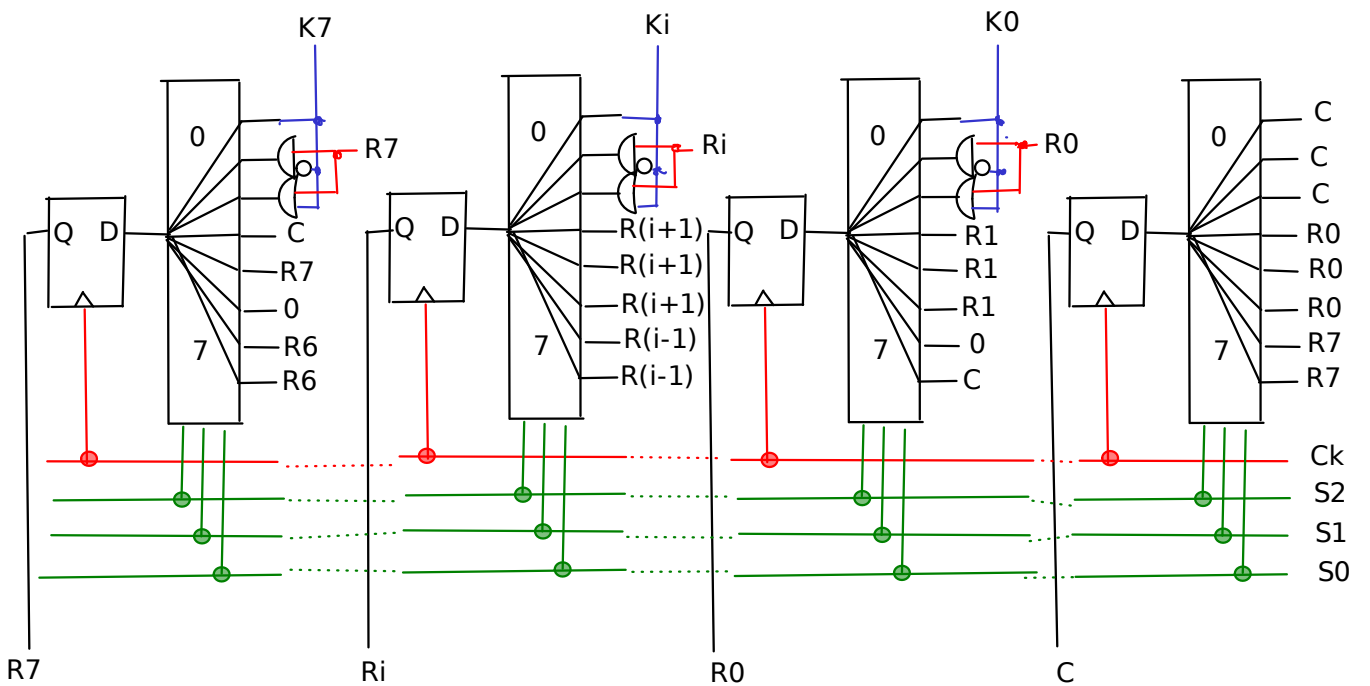 K7
Ki
K0
0
R7
0
Ri
0
R0
0
C
C
C
Q D
C
R7
0
R6
R6
7
Q D
R(i+1)
R(i+1)
R(i+1)
R(i-1)
R(i-1)
7
Q D
R1
R1
R1
0
C
7
Q D
R0
R0
R0
R7
R7
7
Ck
S2
S1
S0
R7
Ri
R0
C